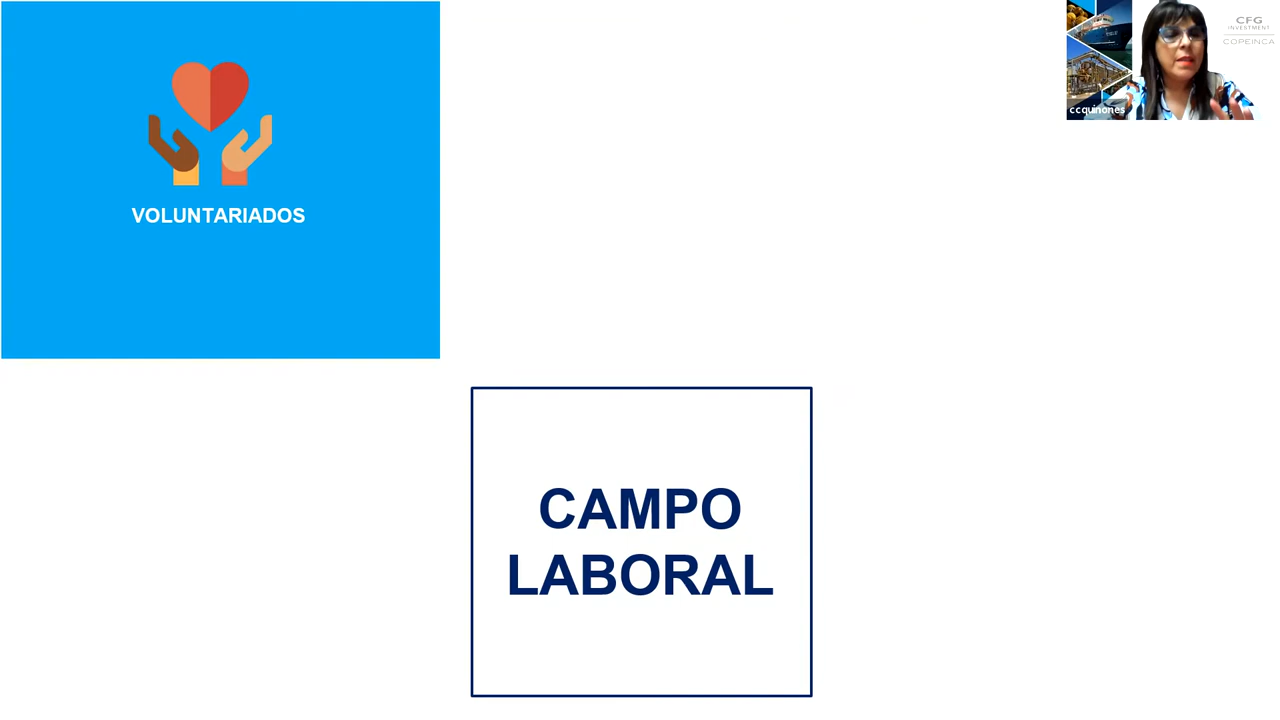 VOLUNTARIADOS
CFG
INVESTMENT
COPEINCA
ccquinones
CAMPO
LABORAL